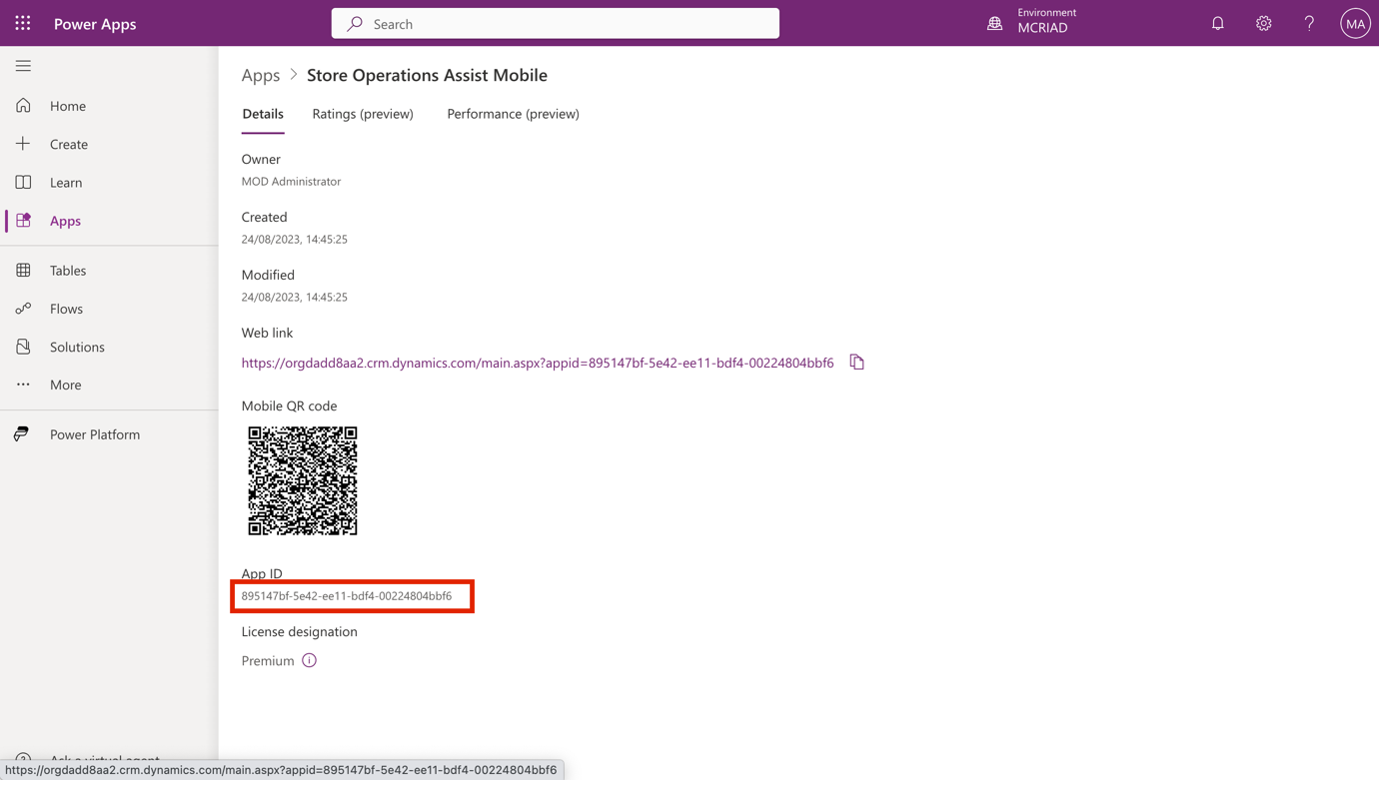 Power Apps
Search
Environment
MCRIAD
MA
Home
Create
Learn
Apps
Tables
Flows
Solutions
More
Power Platform
Ask a virtual agent
Apps > Store Operations Assist Mobile
Details Ratings (preview) Performance (preview)
Owner
MOD Administrator
Created
24/08/2023, 14:45:25
Modified
24/08/2023, 14:45:25
Web link
https://orgdadd8aa2.crm.dynamics.com/main.aspx?appid=895147bf-5e42-ee11-bdf4-00224804bbf6
Mobile QR code
App ID
895147bf-5e42-ee11-bdf4-00224804bbf6
License designation
Premium
https://orgdadd8aa2.crm.dynamics.com/main.aspx?appid=895147bf-5e42-ee11-bdf4-00224804bbf6